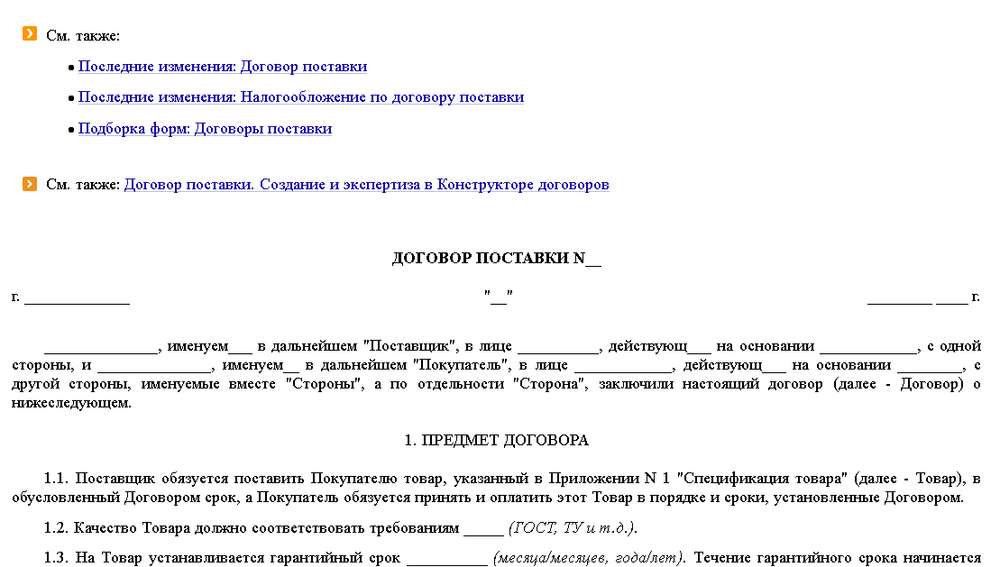 См. также:
● Последние изменения: Договор поставки
● Последние изменения: Налогообложение по договору поставки
● Подборка форм: Договоры поставки
См. также: Договор поставки. Создание и экспертиза в Конструкторе договоров
ДОГОВОР ПОСТАВКИ N__
г. _____________ "__" ________ ____ г.
______________, именуем___ в дальнейшем "Поставщик", в лице __________, действующ___ на основании ____________, с одной
стороны, и ______________, именуем__ в дальнейшем "Покупатель", в лице ____________, действующ___ на основании ________, с
другой стороны, именуемые вместе "Стороны", а по отдельности "Сторона", заключили настоящий договор (далее - Договор) о
нижеследующем.
1. ПРЕДМЕТ ДОГОВОРА
1.1. Поставщик обязуется поставить Покупателю товар, указанный в Приложении N 1 "Спецификация товара" (далее - Товар), в
обусловленный Договором срок, а Покупатель обязуется принять и оплатить этот Товар в порядке и сроки, установленные Договором.
1.2. Качество Товара должно соответствовать требованиям _____ (ГОСТ, ТУ и т.д.).
1.3. На Товар устанавливается гарантийный срок __________ (месяца/месяцев, года/лет). Течение гарантийного срока начинается